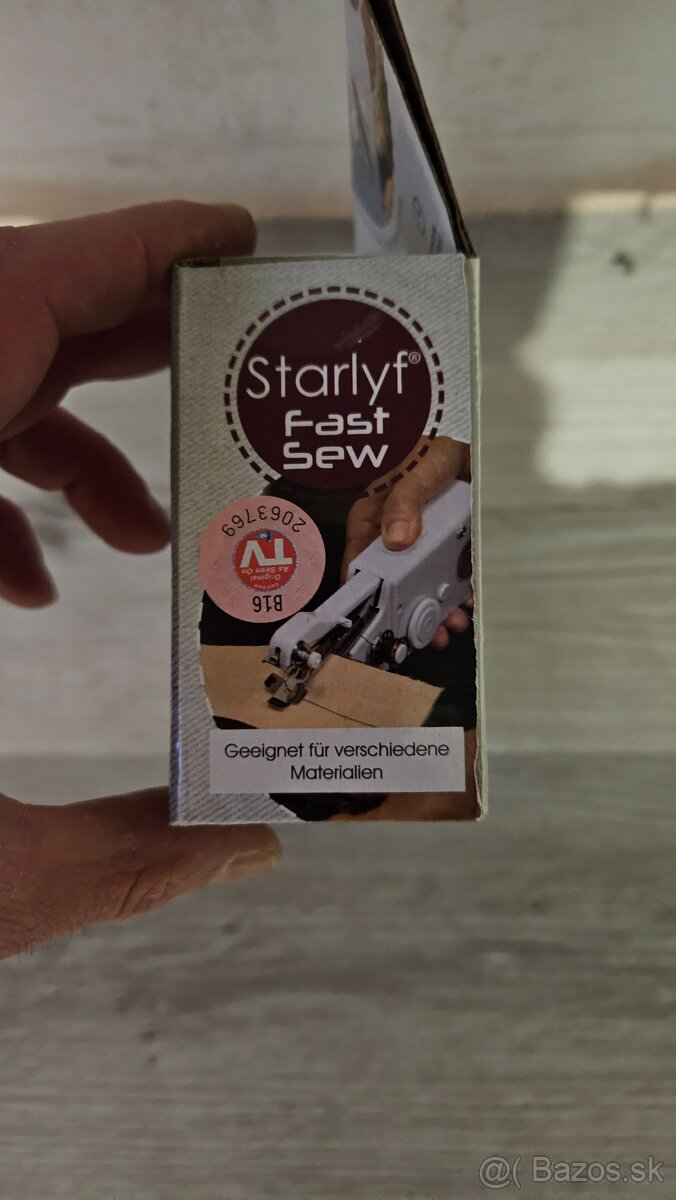 Starlyf®
Fast
Sew
2063769
Original
As Seen On
TV
B16
Geeignet für verschiedene
Materialien
@( Bazos.sk